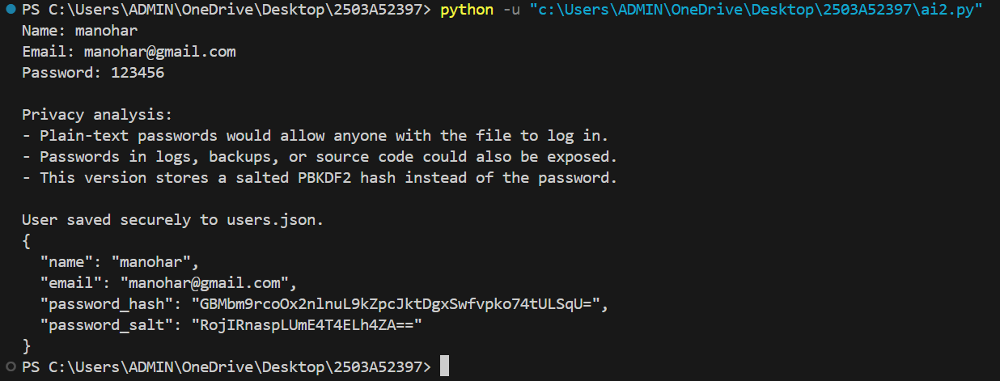 PS C:\Users\ADMIN\OneDrive\Desktop\2503A52397> python -u "c:\Users\ADMIN\OneDrive\Desktop\2503A52397\ai2.py"
Name: manohar
Email: manohar@gmail.com
Password: 123456

Privacy analysis:
- Plain-text passwords would allow anyone with the file to log in.
- Passwords in logs, backups, or source code could also be exposed.
- This version stores a salted PBKDF2 hash instead of the password.

User saved securely to users.json.
{
  "name": "manohar",
  "email": "manohar@gmail.com",
  "password_hash": "GBMbm9rcoOx2nlnuL9kZpcJktDgxSwfvpko74tULSqU=",
  "password_salt": "RojIRnaspLUmE4T4ELh4ZA=="
}
PS C:\Users\ADMIN\OneDrive\Desktop\2503A52397>